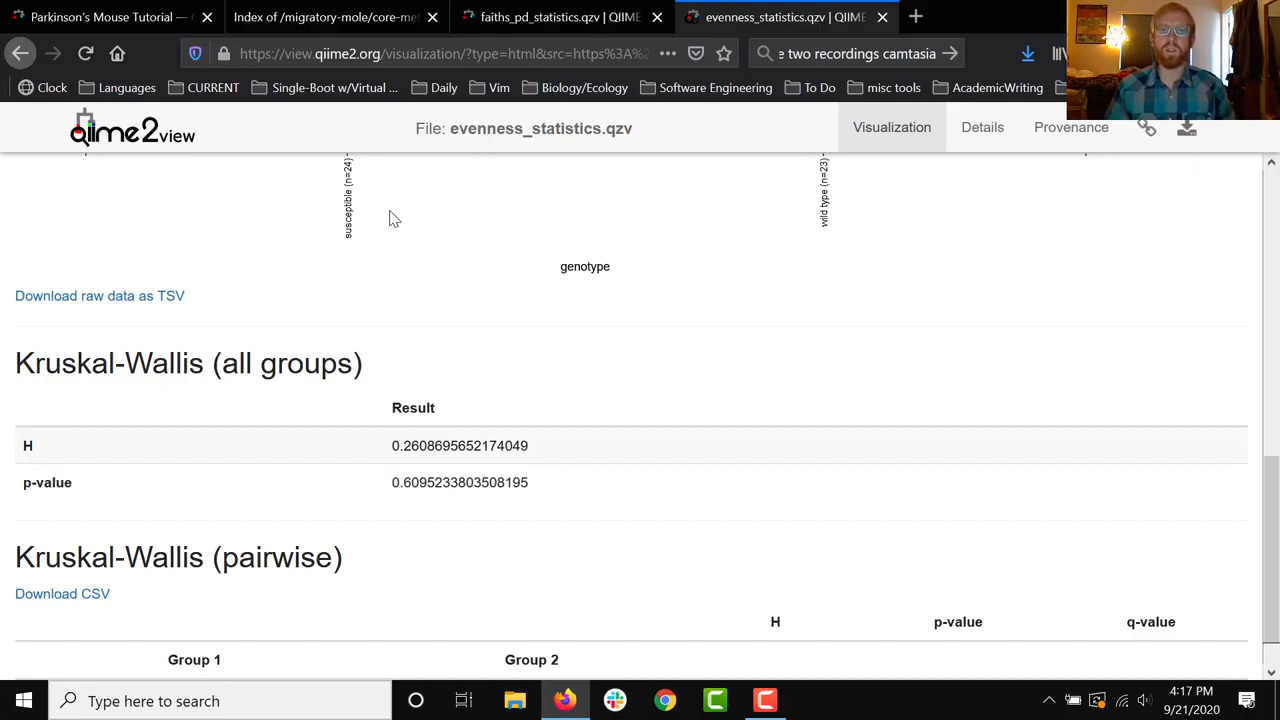 Parkinson's Mouse Tutorial —
Index of /migratory-mole/core-met
faiths_pd_statistics.qzv | QIIME
evenness_statistics.qzv | QIIME
https://view.qiime2.org/visualization/?type=html&src=https%3A%
e two recordings camtasia
Clock
Languages
CURRENT
Single-Boot w/Vim/...
Daily
Vim
Biology/Ecology
Software Engineering
To Do
misc tools
AcademicWriting
qiime2view
File: evenness_statistics.qzv
Visualization
Details
Provenance
susceptible (n=24)
wild type (n=23)
genotype
Download raw data as TSV
Kruskal-Wallis (all groups)
Result
H 0.2608695652174049
p-value 0.6095233803508195
Kruskal-Wallis (pairwise)
Download CSV
H p-value q-value
Group 1 Group 2
Type here to search
4:17 PM
9/21/2020